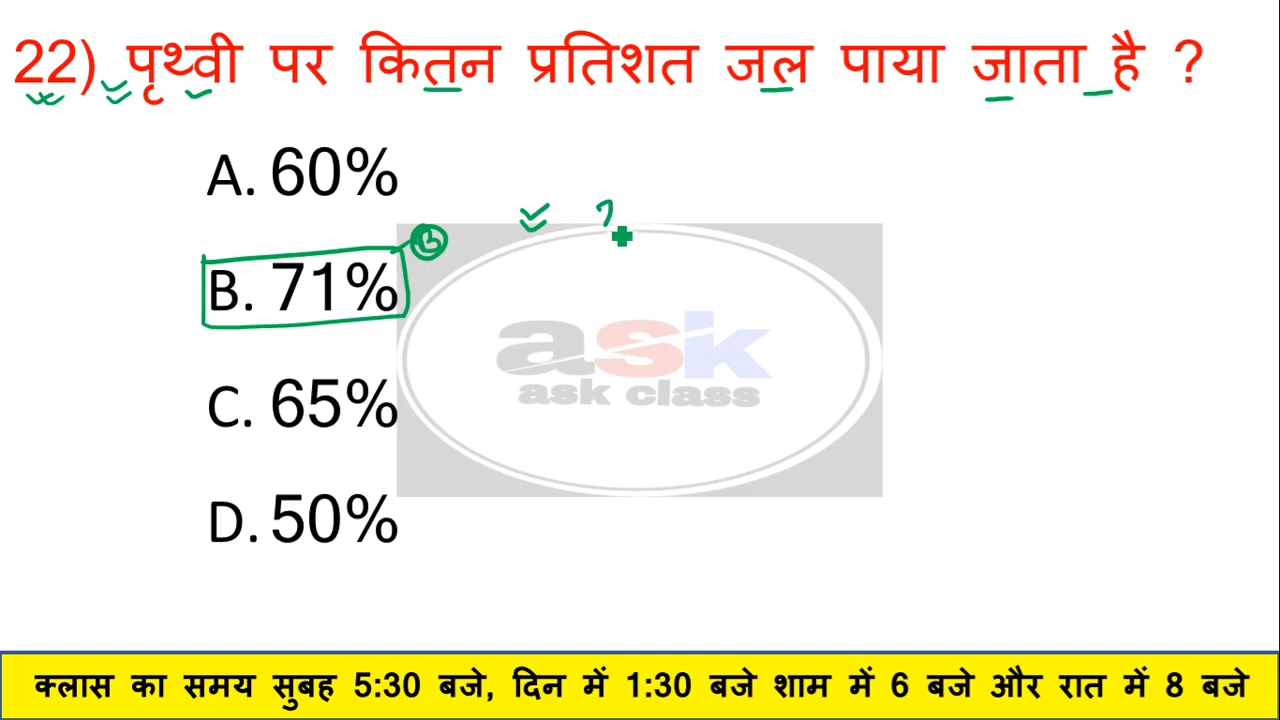 22) पृथ्वी पर कितन प्रतिशत जल पाया जाता है ?
A. 60%
B. 71%
B
C. 65%
D. 50%
ask
ask class
क्लास का समय सुबह 5:30 बजे, दिन में 1:30 बजे शाम में 6 बजे और रात में 8 बजे